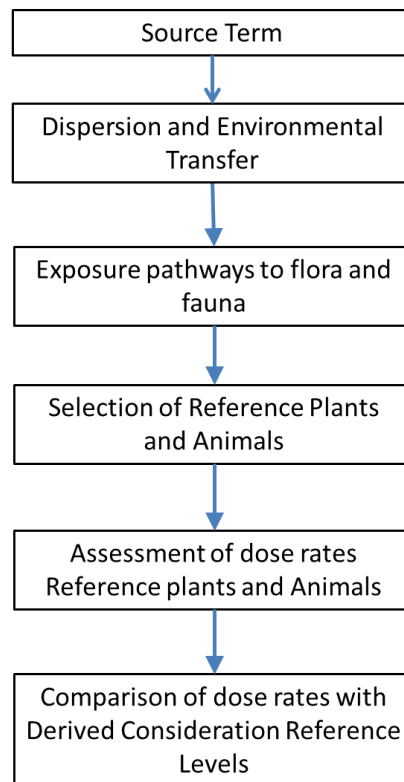 Source Term
Dispersion and Environmental
Transfer
Exposure pathways to flora and
fauna
Selection of Reference Plants
and Animals
Assessment of dose rates
Reference plants and Animals
Comparison of dose rates with
Derived Consideration Reference
Levels